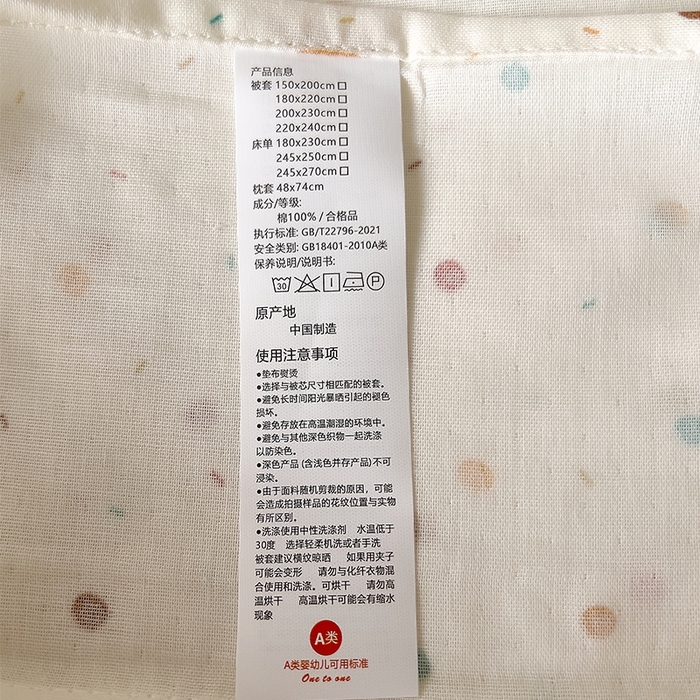 产品信息
被套 150x200cm□
180x220cm□
200x230cm□
220x240cm□
床单 180x230cm□
245x250cm□
245x270cm□
枕套 48x74cm
成分/等级:
棉100% / 合格品
执行标准: GB/T22796-2021
安全类别: GB18401-2010A类
保养说明/说明书:
30 P
原产地
中国制造
使用注意事项
●垫布熨烫
●选择与被芯尺寸相匹配的被套。
●避免长时间阳光暴晒引起的褪色
损坏。
●避免存放在高温潮湿的环境中。
●避免与其他深色织物一起洗涤
以防染色。
●深色产品 (含浅色并存产品)不可
浸染。
●由于面料随机剪裁的原因，可能
会造成拍摄样品的花纹位置与实物
有所区别。
●洗涤使用中性洗涤剂 水温低于
30度 选择轻柔机洗或者手洗
被套建议横纹晾晒 如果用夹子
可能会变形 请勿与化纤衣物混
合使用和洗涤。可烘干 请勿高
温烘干 高温烘干可能会有缩水
现象
A类
A类婴幼儿可用标准
One to one